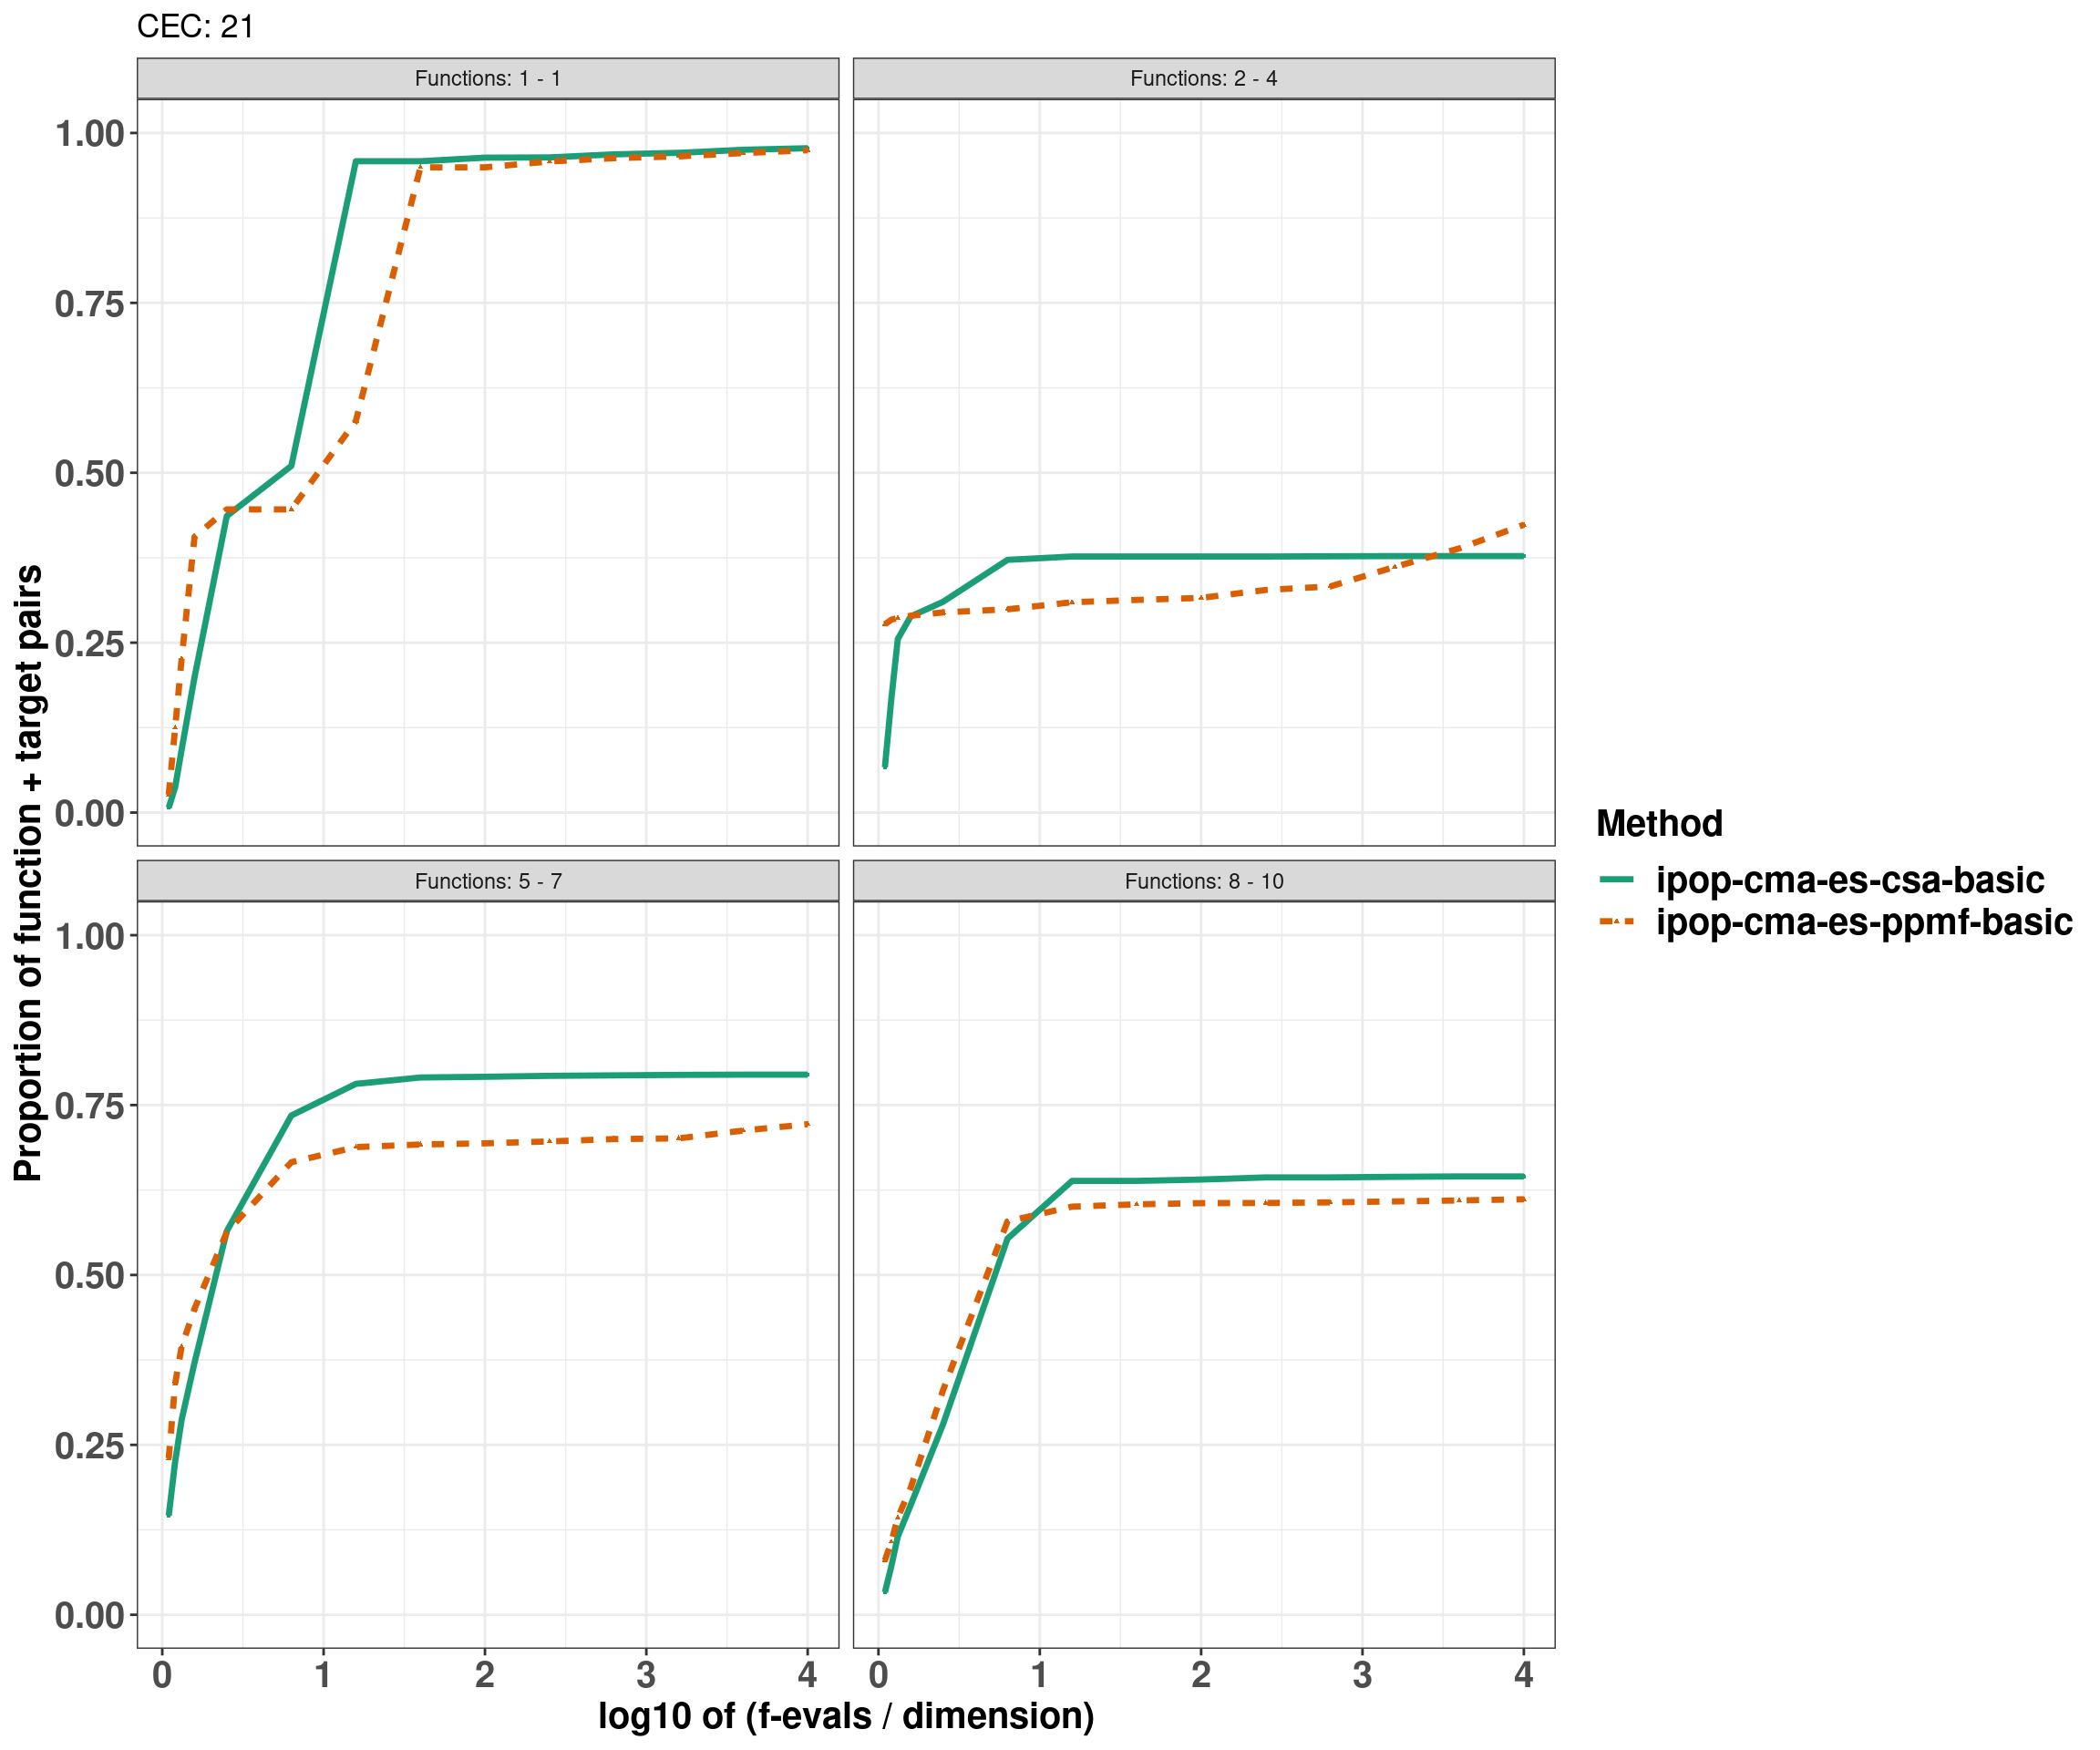 CEC: 21
Functions: 1 - 1
Functions: 2 - 4
1.00
0.75
0.50
0.25
0.00
Functions: 5 - 7
Functions: 8 - 10
1.00
0.75
0.50
0.25
0.00
0 1 2 3 4
0 1 2 3 4
log10 of (f-evals / dimension)
Proportion of function + target pairs
Method
ipop-cma-es-csa-basic
ipop-cma-es-ppmf-basic